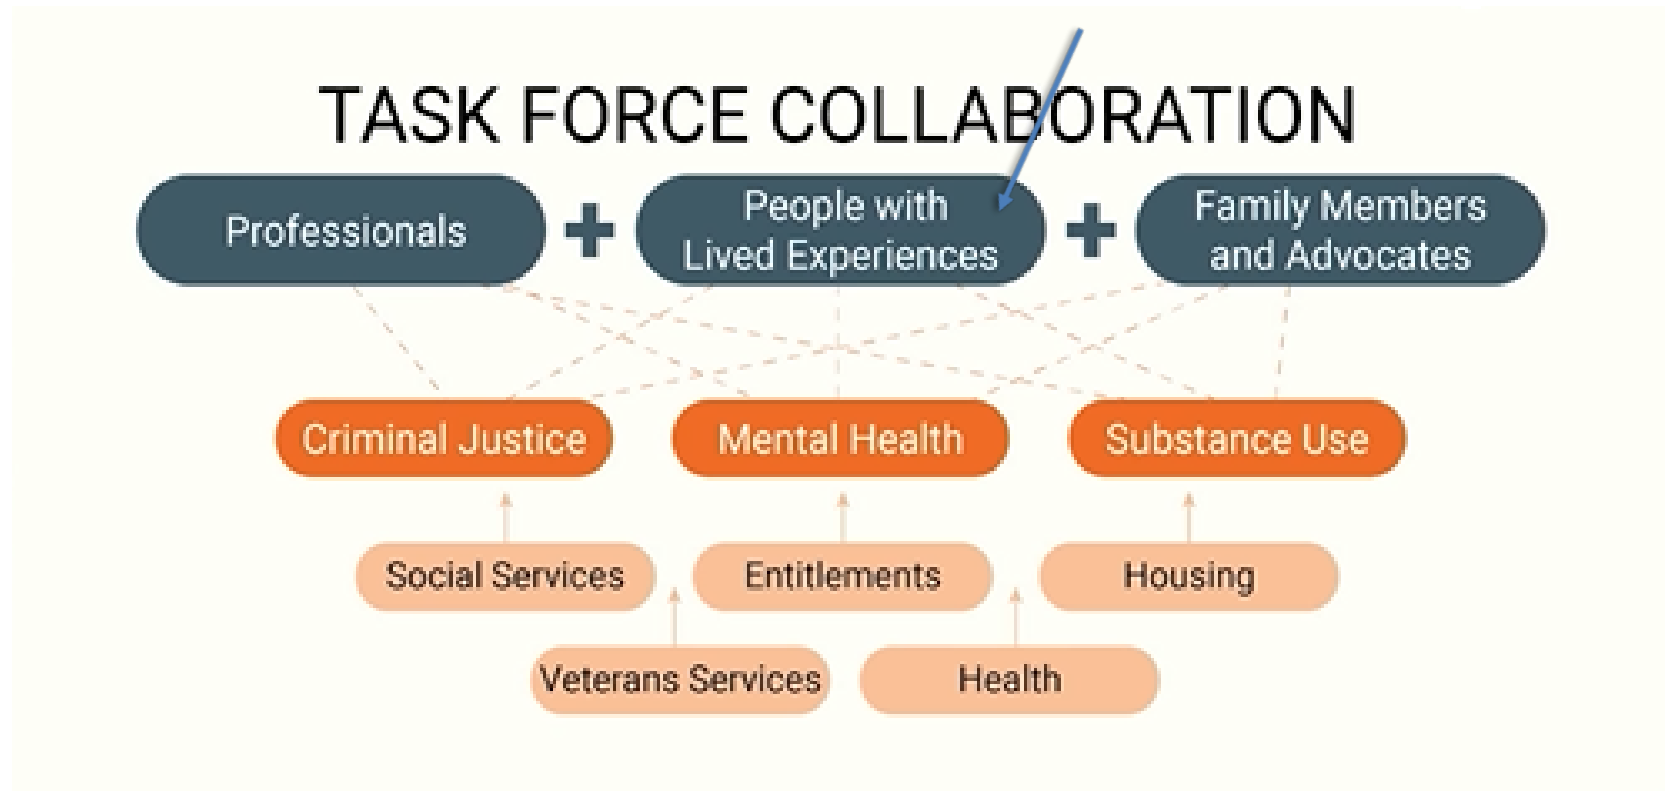 TASK FORCE COLLABORATION
Professionals
People with
Lived Experiences
Family Members
and Advocates
Criminal Justice
Mental Health
Substance Use
Social Services
Entitlements
Housing
Veterans Services
Health